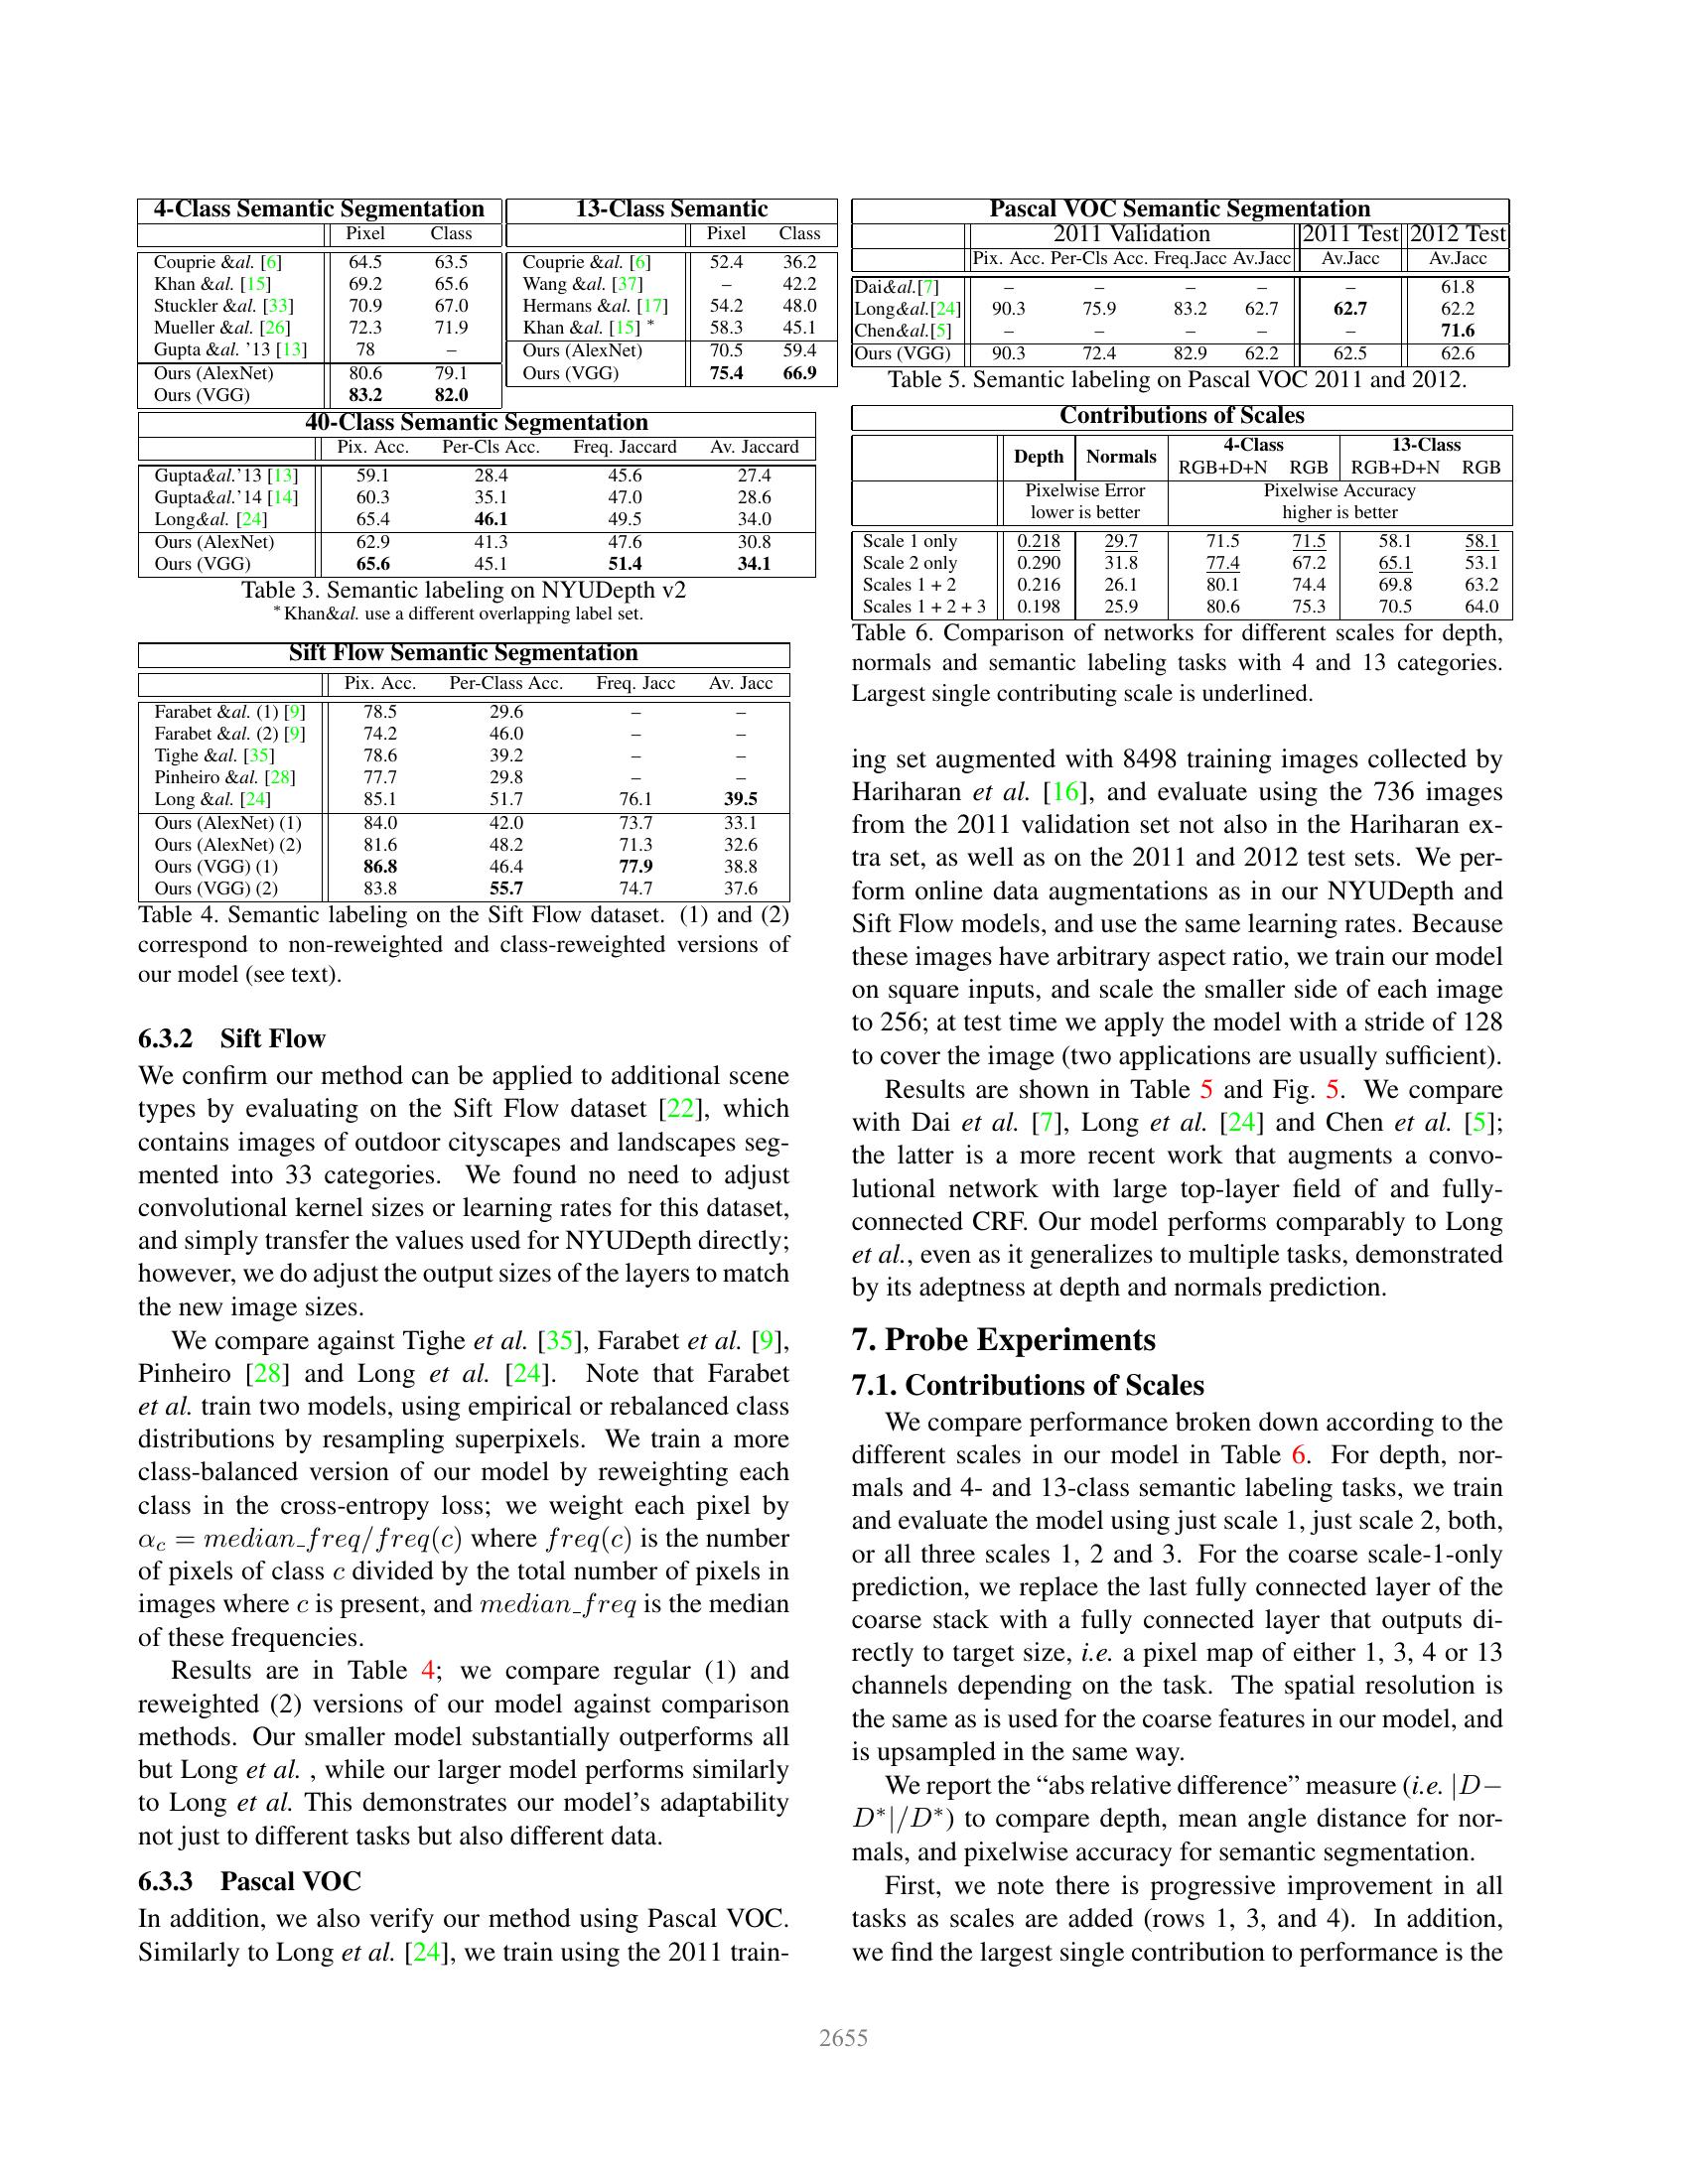 4-Class Semantic Segmentation
Pixel Class
Couprie &al. [6] 64.5 63.5
Khan &al. [15] 69.2 65.6
Stuckler &al. [33] 70.9 67.0
Mueller &al. [26] 72.3 71.9
Gupta &al. '13 [13] 78 –
Ours (AlexNet) 80.6 79.1
Ours (VGG) 83.2 82.0
13-Class Semantic
Pixel Class
Couprie &al. [6] 52.4 36.2
Wang &al. [37] – 42.2
Hermans &al. [17] 54.2 48.0
Khan &al. [15] * 58.3 45.1
Ours (AlexNet) 70.5 59.4
Ours (VGG) 75.4 66.9
40-Class Semantic Segmentation
Pix. Acc. Per-Cls Acc. Freq. Jaccard Av. Jaccard
Gupta&al.'13 [13] 59.1 28.4 45.6 27.4
Gupta&al.'14 [14] 60.3 35.1 47.0 28.6
Long&al. [24] 65.4 46.1 49.5 34.0
Ours (AlexNet) 62.9 41.3 47.6 30.8
Ours (VGG) 65.6 45.1 51.4 34.1
Table 3. Semantic labeling on NYUDepth v2
*Khan&al. use a different overlapping label set.
Sift Flow Semantic Segmentation
Pix. Acc. Per-Class Acc. Freq. Jacc Av. Jacc
Farabet &al. (1) [9] 78.5 29.6 – –
Farabet &al. (2) [9] 74.2 46.0 – –
Tighe &al. [35] 78.6 39.2 – –
Pinheiro &al. [28] 77.7 29.8 – –
Long &al. [24] 85.1 51.7 76.1 39.5
Ours (AlexNet) (1) 84.0 42.0 73.7 33.1
Ours (AlexNet) (2) 81.6 48.2 71.3 32.6
Ours (VGG) (1) 86.8 46.4 77.9 38.8
Ours (VGG) (2) 83.8 55.7 74.7 37.6
Table 4. Semantic labeling on the Sift Flow dataset. (1) and (2)
correspond to non-reweighted and class-reweighted versions of
our model (see text).
6.3.2 Sift Flow
We confirm our method can be applied to additional scene
types by evaluating on the Sift Flow dataset [22], which
contains images of outdoor cityscapes and landscapes seg-
mented into 33 categories. We found no need to adjust
convolutional kernel sizes or learning rates for this dataset,
and simply transfer the values used for NYUDepth directly;
however, we do adjust the output sizes of the layers to match
the new image sizes.
We compare against Tighe et al. [35], Farabet et al. [9],
Pinheiro [28] and Long et al. [24]. Note that Farabet
et al. train two models, using empirical or rebalanced class
distributions by resampling superpixels. We train a more
class-balanced version of our model by reweighting each
class in the cross-entropy loss; we weight each pixel by
α_c = median_freq/freq(c) where freq(c) is the number
of pixels of class c divided by the total number of pixels in
images where c is present, and median_freq is the median
of these frequencies.
Results are in Table 4; we compare regular (1) and
reweighted (2) versions of our model against comparison
methods. Our smaller model substantially outperforms all
but Long et al. , while our larger model performs similarly
to Long et al. This demonstrates our model's adaptability
not just to different tasks but also different data.
6.3.3 Pascal VOC
In addition, we also verify our method using Pascal VOC.
Similarly to Long et al. [24], we train using the 2011 train-
Pascal VOC Semantic Segmentation
2011 Validation 2011 Test 2012 Test
Pix. Acc. Per-Cls Acc. Freq.Jacc Av.Jacc Av.Jacc Av.Jacc
Dai&al.[7] – – – – – 61.8
Long&al.[24] 90.3 75.9 83.2 62.7 62.7 62.2
Chen&al.[5] – – – – – 71.6
Ours (VGG) 90.3 72.4 82.9 62.2 62.5 62.6
Table 5. Semantic labeling on Pascal VOC 2011 and 2012.
Contributions of Scales
Depth Normals 4-Class 13-Class
RGB+D+N RGB RGB+D+N RGB
Pixelwise Error Pixelwise Accuracy
lower is better higher is better
Scale 1 only 0.218 29.7 71.5 71.5 58.1 58.1
Scale 2 only 0.290 31.8 77.4 67.2 65.1 53.1
Scales 1 + 2 0.216 26.1 80.1 74.4 69.8 63.2
Scales 1 + 2 + 3 0.198 25.9 80.6 75.3 70.5 64.0
Table 6. Comparison of networks for different scales for depth,
normals and semantic labeling tasks with 4 and 13 categories.
Largest single contributing scale is underlined.
ing set augmented with 8498 training images collected by
Hariharan et al. [16], and evaluate using the 736 images
from the 2011 validation set not also in the Hariharan ex-
tra set, as well as on the 2011 and 2012 test sets. We per-
form online data augmentations as in our NYUDepth and
Sift Flow models, and use the same learning rates. Because
these images have arbitrary aspect ratio, we train our model
on square inputs, and scale the smaller side of each image
to 256; at test time we apply the model with a stride of 128
to cover the image (two applications are usually sufficient).
Results are shown in Table 5 and Fig. 5. We compare
with Dai et al. [7], Long et al. [24] and Chen et al. [5];
the latter is a more recent work that augments a convo-
lutional network with large top-layer field of and fully-
connected CRF. Our model performs comparably to Long
et al., even as it generalizes to multiple tasks, demonstrated
by its adeptness at depth and normals prediction.
7. Probe Experiments
7.1. Contributions of Scales
We compare performance broken down according to the
different scales in our model in Table 6. For depth, nor-
mals and 4- and 13-class semantic labeling tasks, we train
and evaluate the model using just scale 1, just scale 2, both,
or all three scales 1, 2 and 3. For the coarse scale-1-only
prediction, we replace the last fully connected layer of the
coarse stack with a fully connected layer that outputs di-
rectly to target size, i.e. a pixel map of either 1, 3, 4 or 13
channels depending on the task. The spatial resolution is
the same as is used for the coarse features in our model, and
is upsampled in the same way.
We report the “abs relative difference” measure (i.e. |D−
D*|/D*) to compare depth, mean angle distance for nor-
mals, and pixelwise accuracy for semantic segmentation.
First, we note there is progressive improvement in all
tasks as scales are added (rows 1, 3, and 4). In addition,
we find the largest single contribution to performance is the
2655